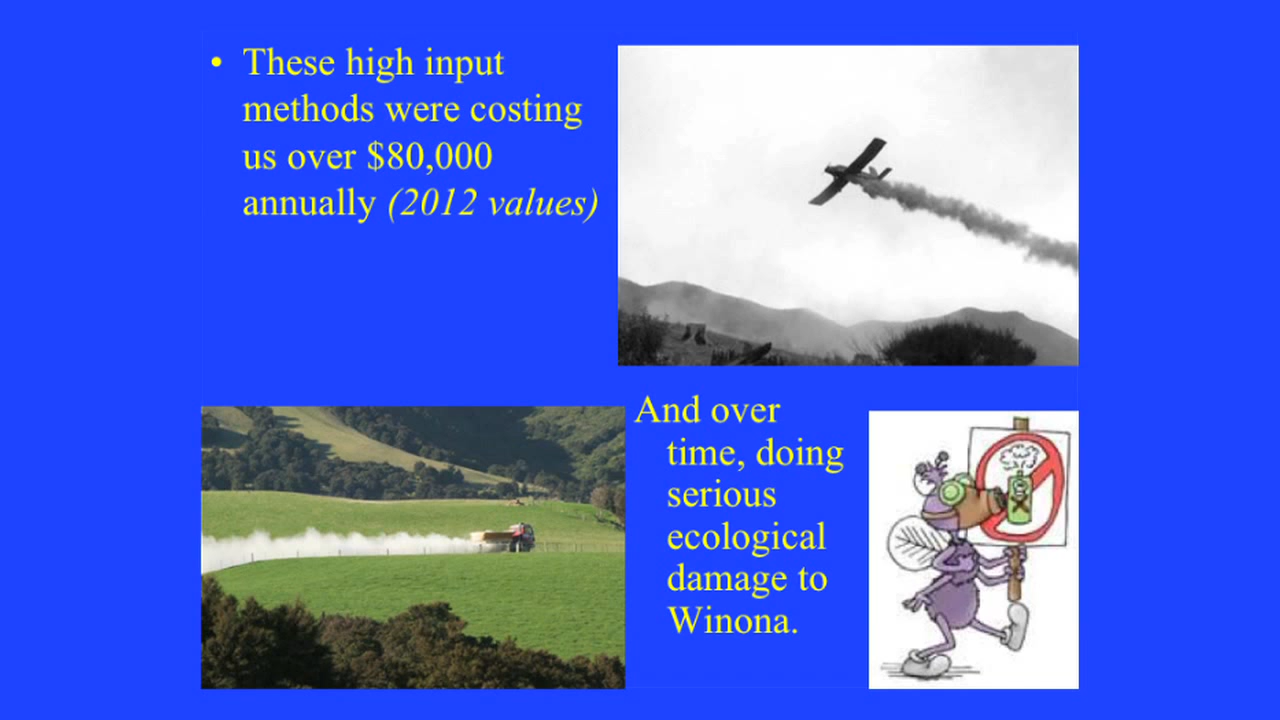 • These high input
methods were costing
us over $80,000
annually (2012 values)
And over
time, doing
serious
ecological
damage to
Winona.